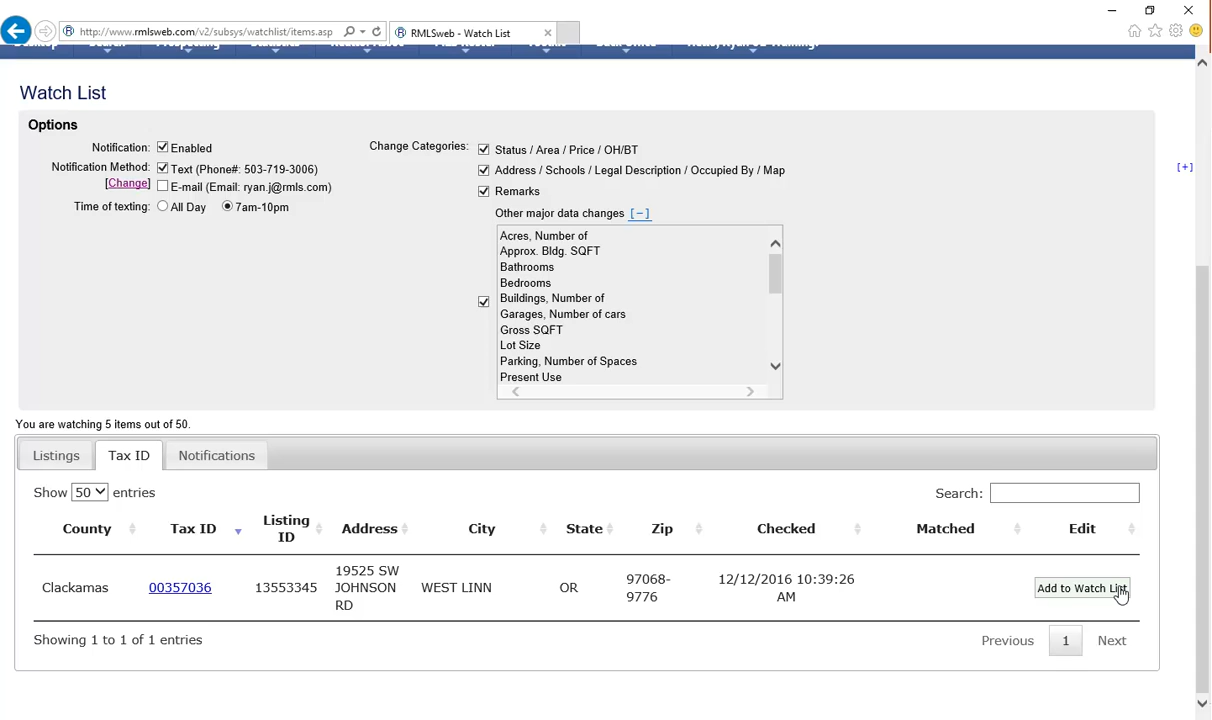 http://www.rmlsweb.com/v2/subsys/watchlist/items.asp
RMLSweb - Watch List
Watch List
Options
Notification: Enabled
Notification Method: Text (Phone#: 503-719-3006)
[Change] E-mail (Email: ryan.j@rmls.com)
Time of texting: All Day 7am-10pm
Change Categories: Status / Area / Price / OH/BT
Address / Schools / Legal Description / Occupied By / Map
Remarks
Other major data changes [−]
Acres, Number of
Approx. Bldg. SQFT
Bathrooms
Bedrooms
Buildings, Number of
Garages, Number of cars
Gross SQFT
Lot Size
Parking, Number of Spaces
Present Use
[+]
You are watching 5 items out of 50.
Listings Tax ID Notifications
Show 50 entries Search:
County Tax ID Listing ID Address City State Zip Checked Matched Edit
Clackamas 00357036 13553345 19525 SW JOHNSON RD WEST LINN OR 97068-9776 12/12/2016 10:39:26 AM Add to Watch List
Showing 1 to 1 of 1 entries Previous 1 Next